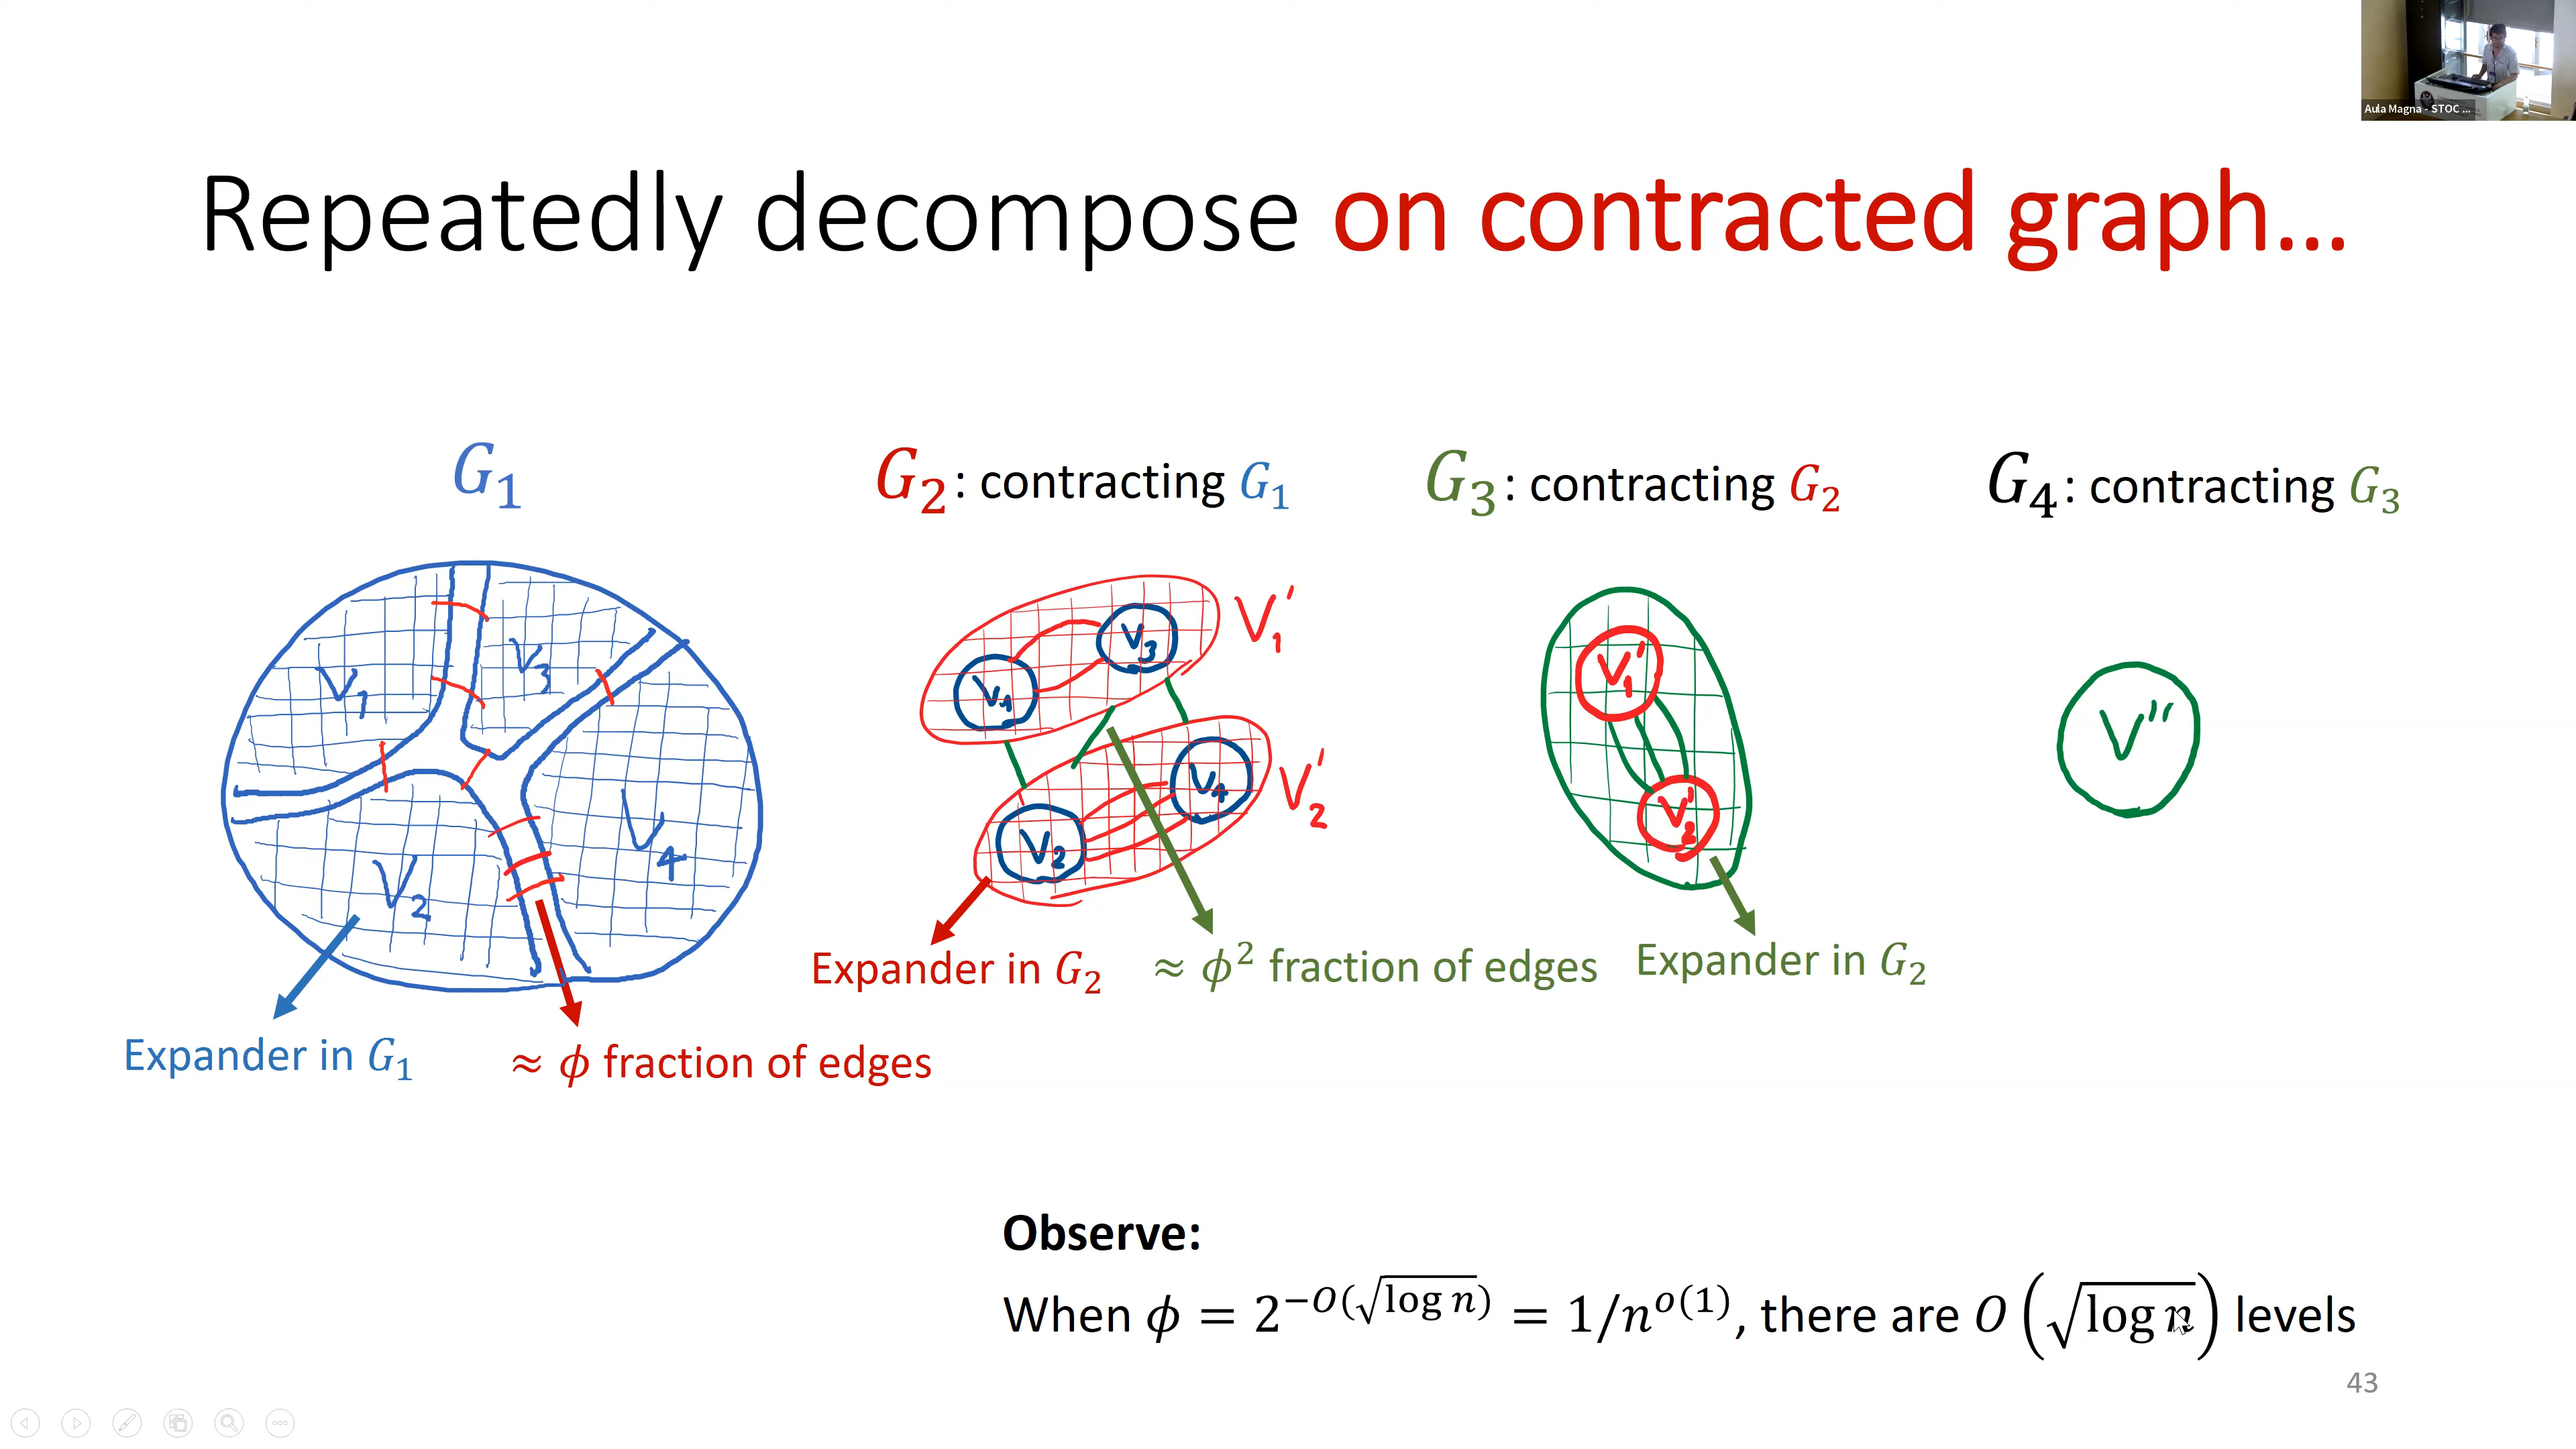 Aula Magna - STOC ...
Repeatedly decompose on contracted graph...
G₁
G₂: contracting G₁
G₃: contracting G₂
G₄: contracting G₃
V₁
V₃
V₂
V₄
V₁
V₃
V₁'
V₂
V₄
V₂'
V₁'
V₂'
V''
Expander in G₁
≈ ϕ fraction of edges
Expander in G₂
≈ ϕ² fraction of edges
Expander in G₂
Observe:
When ϕ = 2^{-O(√log n)} = 1/n^{o(1)}, there are O(√log n) levels
43